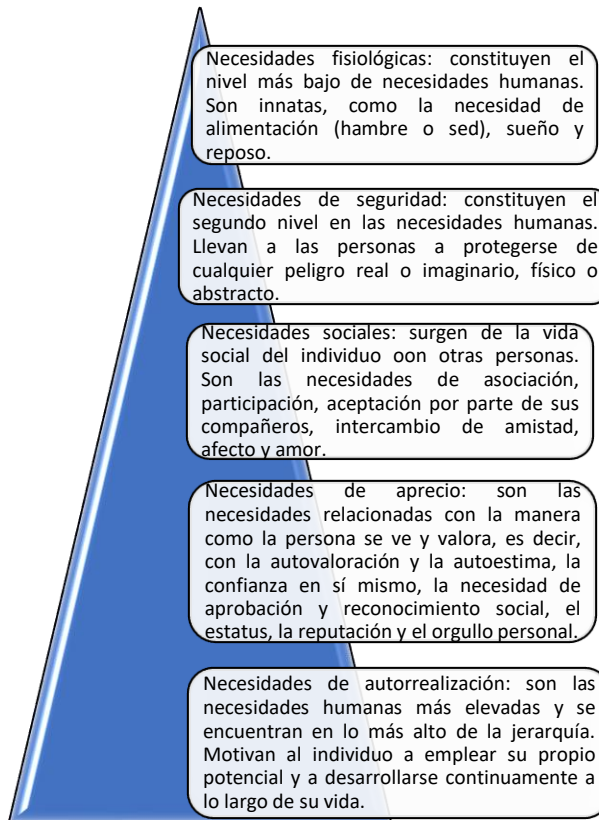 Necesidades fisiológicas: constituyen el
nivel más bajo de necesidades humanas.
Son innatas, como la necesidad de
alimentación (hambre o sed), sueño y
reposo.
Necesidades de seguridad: constituyen el
segundo nivel en las necesidades humanas.
Llevan a las personas a protegerse de
cualquier peligro real o imaginario, físico o
abstracto.
Necesidades sociales: surgen de la vida
social del individuo oon otras personas.
Son las necesidades de asociación,
participación, aceptación por parte de sus
compañeros, intercambio de amistad,
afecto y amor.
Necesidades de aprecio: son las
necesidades relacionadas con la manera
como la persona se ve y valora, es decir,
con la autovaloración y la autoestima, la
confianza en sí mismo, la necesidad de
aprobación y reconocimiento social, el
estatus, la reputación y el orgullo personal.
Necesidades de autorrealización: son las
necesidades humanas más elevadas y se
encuentran en lo más alto de la jerarquía.
Motivan al individuo a emplear su propio
potencial y a desarrollarse continuamente a
lo largo de su vida.